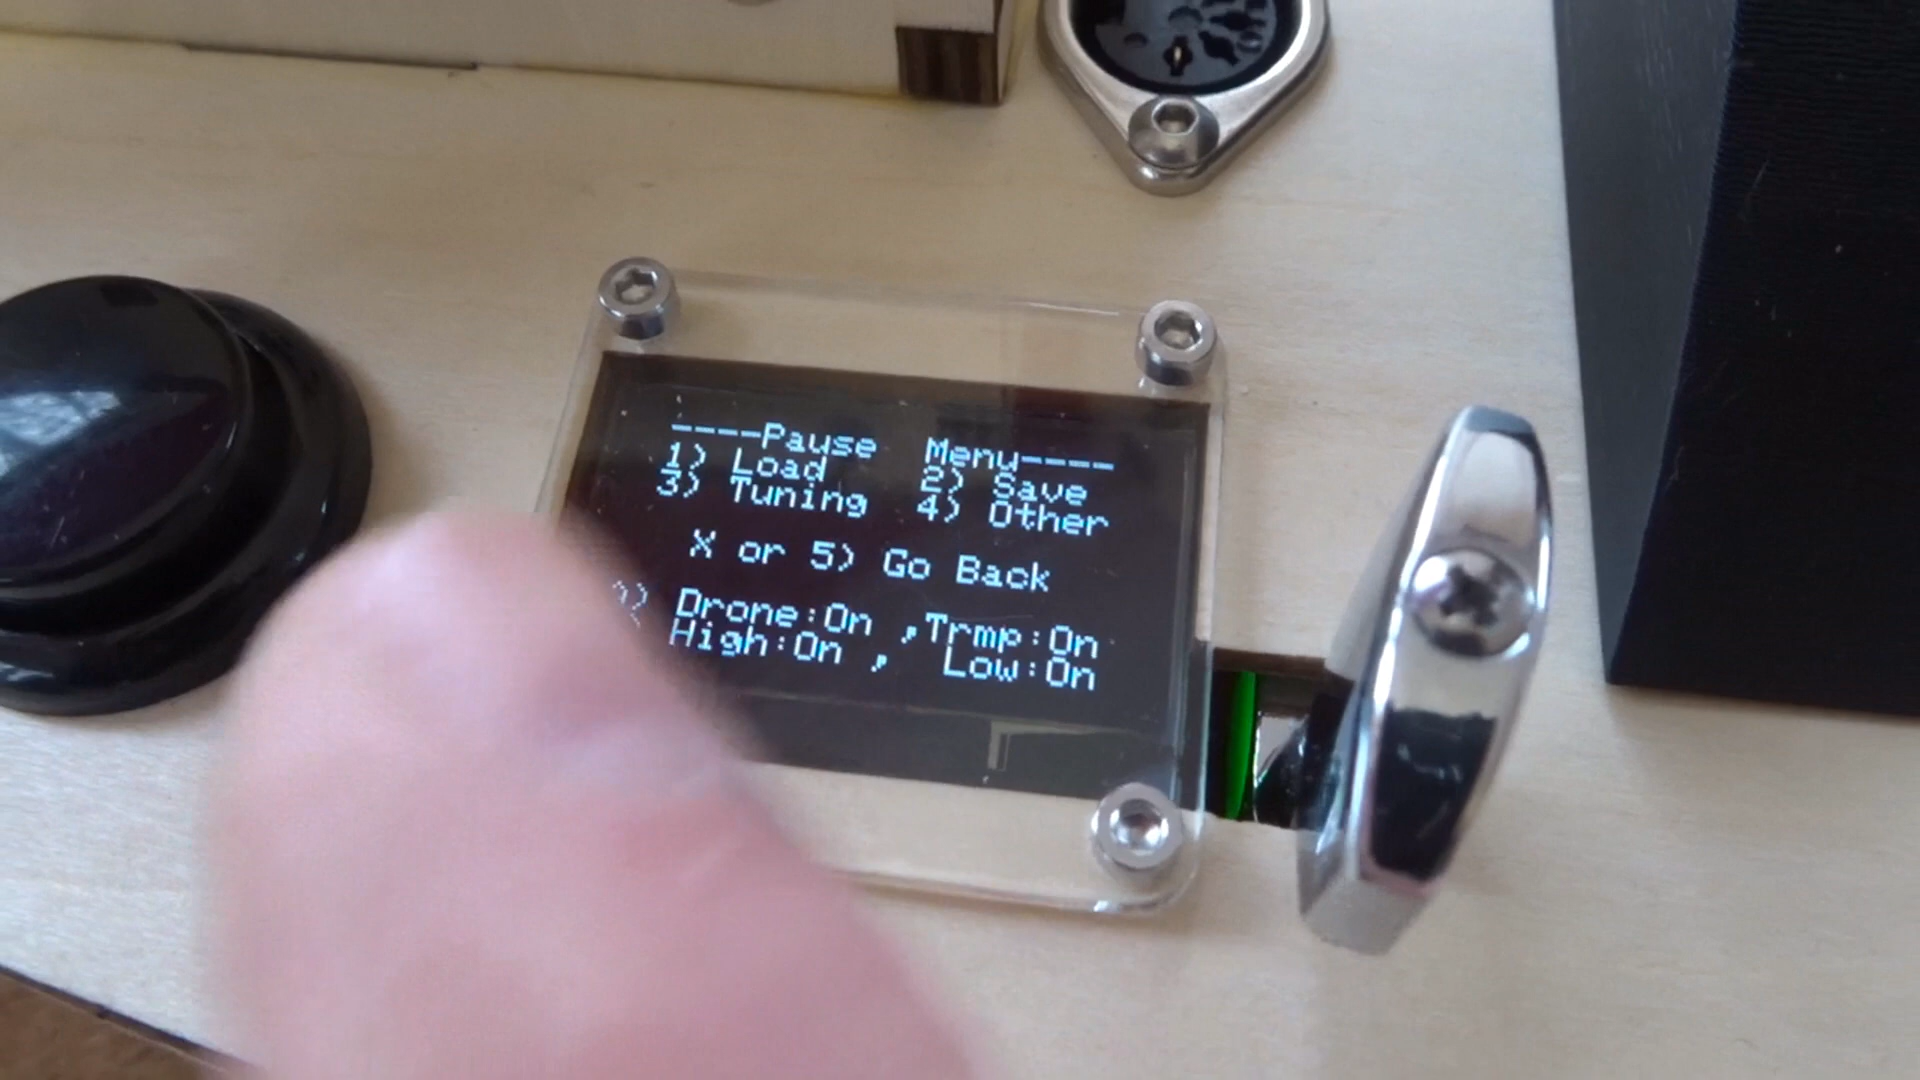 ----Pause Menu----
1) Load 2) Save
3) Tuning 4) Other
X or 5) Go Back
Drone:On ,Trmp:On
High:On , Low:On